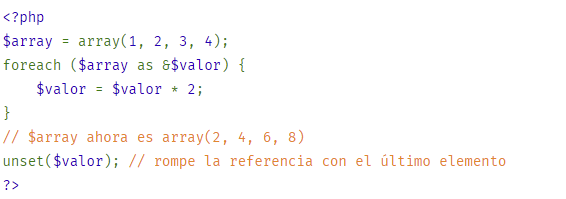 <?php
$array = array(1, 2, 3, 4);
foreach ($array as &$valor) {
    $valor = $valor * 2;
}
// $array ahora es array(2, 4, 6, 8)
unset($valor); // rompe la referencia con el último elemento
?>